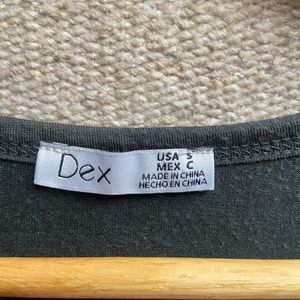 Dex
USA S
MEX C
MADE IN CHINA
HECHO EN CHINA